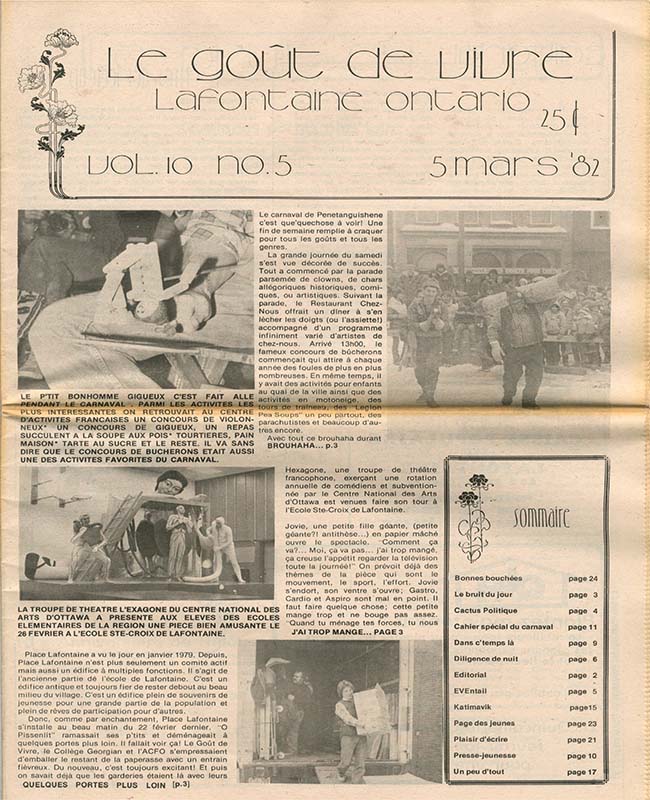 Le goût de vivre
Lafontaine ontario
25¢
VOL.10 no.5
5 mars '82
Le carnaval de Penetanguishene
c'est que'quechose à voir! Une
fin de semaine remplie à craquer
pour tous les goûts et tous les
genres.
La grande journée du samedi
s'est vue décorée de succès.
Tout a commencé par la parade
parsemée de clowns, de chars
allégoriques historiques, comi-
ques, ou artistiques. Suivant la
parade, le Restaurant Chez-
Nous offrait un dîner à s'en
lécher les doigts (ou l'assiette!)
accompagné d'un programme
infiniment varié d'artistes de
chez-nous. Arrivé 13h00, le
fameux concours de bûcherons
commençait qui attire à chaque
année des foules de plus en plus
nombreuses. En même temps, il
y avait des activités pour enfants
au quai de la ville ainsi que des
activités en motoneige, des
tours de traîneau, des "Legion
Pea Soups" un peu partout, des
parachutistes et beaucoup d'au-
tres encore.
Avec tout ce brouhaha durant
BROUHAHA... p.3
LE P'TIT BONHOMME GIGUEUX C'EST FAIT ALLE
PENDANT LE CARNAVAL. PARMI LES ACTIVITES LES
PLUS INTERESSANTES ON RETROUVAIT AU CENTRE
D'ACTIVITES FRANCAISES UN CONCOURS DE VIOLON-
NEUX* UN CONCOURS DE GIGUEUX, UN REPAS
SUCCULENT A LA SOUPE AUX POIS* TOURTIERES, PAIN
MAISON* TARTE AU SUCRE ET LE RESTE. IL VA SANS
DIRE QUE LE CONCOURS DE BUCHERONS ETAIT AUSSI
UNE DES ACTIVITES FAVORITES DU CARNAVAL.
Hexagone, une troupe de théâtre
francophone, exerçant une rotation
annuelle de comédiens et subvention-
née par le Centre National des Arts
d'Ottawa est venues faire son tour à
l'Ecole Ste-Croix de Lafontaine.
Jovie, une petite fille géante, (petite
géante?! antithèse...) en papier mâché
ouvre le spectacle. "Comment ça
va?... Moi, ça va pas... j'ai trop mangé,
ça creuse l'appétit regarder la télévision
toute la journée!" On prévoit déjà des
thèmes de la pièce qui sont le
mouvement, le sport, l'effort. Jovie
s'endort, son ventre s'ouvre; Gastro,
Cardio et Aspiro sont mal en point. Il
faut faire quelque chose; cette petite
mange trop et ne bouge pas assez.
"Quand tu ménage tes forces, tu nous
J'AI TROP MANGE... PAGE 3
LA TROUPE DE THEATRE L'EXAGONE DU CENTRE NATIONAL DES
ARTS D'OTTAWA A PRESENTE AUX ELEVES DES ECOLES
ELEMENTAIRES DE LA REGION UNE PIECE BIEN AMUSANTE LE
26 FEVRIER A L'ECOLE STE-CROIX DE LAFONTAINE.
Place Lafontaine a vu le jour en janvier 1979. Depuis,
Place Lafontaine n'est plus seulement un comité actif
mais aussi un édifice à multiples fonctions. Il s'agit de
l'ancienne partie de l'école de Lafontaine. C'est un
édifice antique et toujours fier de rester debout au beau
milieu du village. C'est un édifice plein de souvenirs de
jeunesse pour une grande partie de la population et
plein de rêves de participation pour d'autres.
Donc, comme par enchantement, Place Lafontaine
s'installe au beau matin du 22 février dernier. "O
Pissenlit" ramassait ses p'tits et déménageait à
quelques portes plus loin. Il fallait voir ça! Le Goût de
Vivre, le Collège Georgian et l'ACFO s'empressaient
d'emballer le restant de la paperasse avec un entrain
fièvreux. Du nouveau, c'est toujours excitant! Et puis
on savait déjà que les garderies étaient là avec leurs
QUELQUES PORTES PLUS LOIN [p.3]
sommaire
Bonnes bouchées page 24
Le bruit du jour page 3
Cactus Politique page 4
Cahier spécial du carnaval page 11
Dans c'temps là page 9
Diligence de nuit page 6
Editorial page 2
EVEntail page 5
Katimavik page15
Page des jeunes page 23
Plaisir d'écrire page 21
Presse-jeunesse page 10
Un peu d'tout page 17